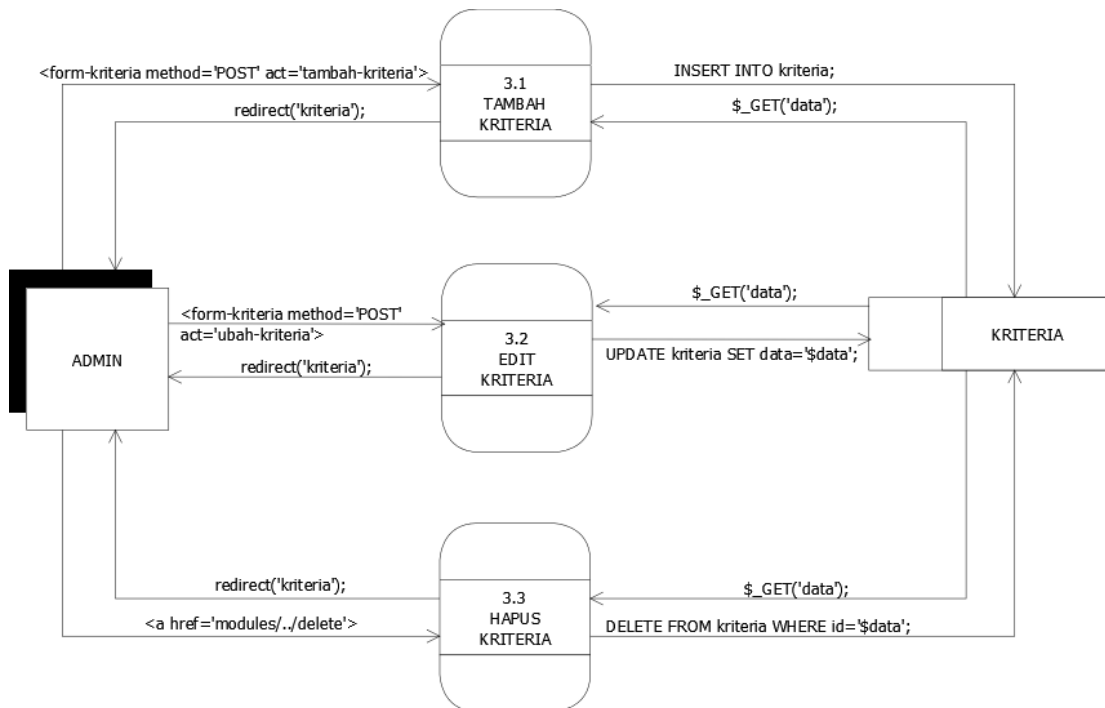 <form-kriteria method='POST' act='tambah-kriteria'>
redirect('kriteria');
3.1
TAMBAH
KRITERIA
INSERT INTO kriteria;
$_GET('data');
ADMIN
<form-kriteria method='POST'
act='ubah-kriteria'>
redirect('kriteria');
3.2
EDIT
KRITERIA
$_GET('data');
UPDATE kriteria SET data='$data';
KRITERIA
redirect('kriteria');
<a href='modules/../delete'>
3.3
HAPUS
KRITERIA
$_GET('data');
DELETE FROM kriteria WHERE id='$data';